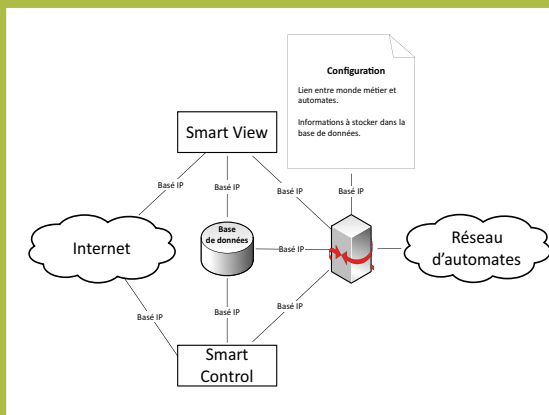 Configuration
Lien entre monde métier et
automates.
Informations à stocker dans la
base de données.
Smart View
Basé IP
Basé IP
Basé IP
Basé IP
Internet
Base
de données
Basé IP
Réseau
d'automates
Basé IP
Basé IP
Basé IP
Smart
Control